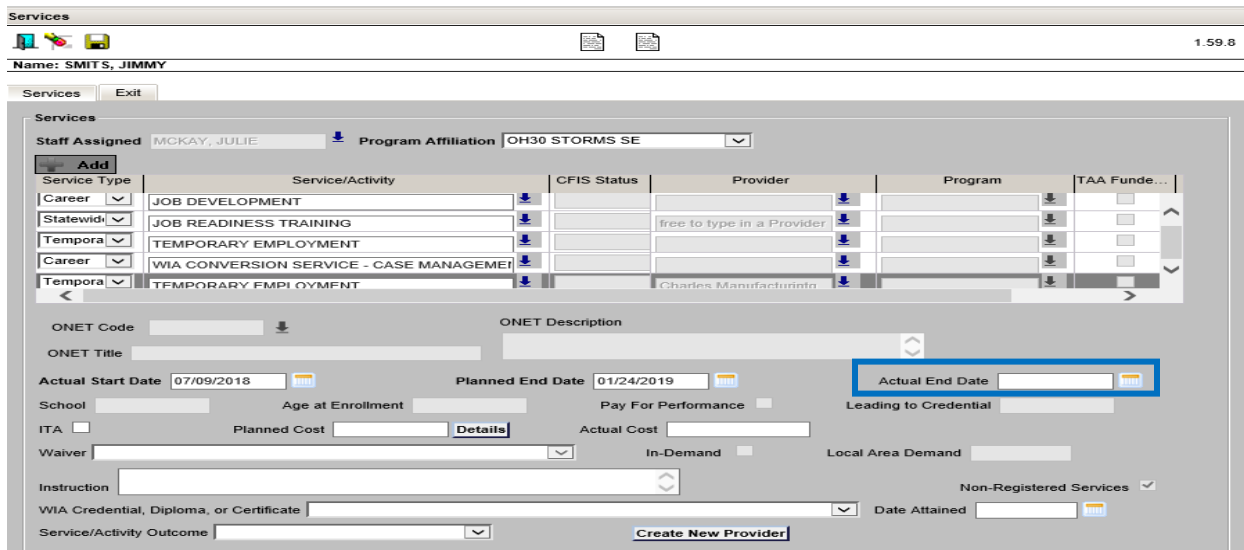 Services
1.59.8
Name: SMITS, JIMMY
Services Exit
Services
Staff Assigned MCKAY, JULIE Program Affiliation OH30 STORMS SE
Add
Service Type Service/Activity CFIS Status Provider Program TAA Funde...
Career JOB DEVELOPMENT
Statewid JOB READINESS TRAINING free to type in a Provider
Tempora TEMPORARY EMPLOYMENT
Career WIA CONVERSION SERVICE - CASE MANAGEMEN
Tempora TEMPORARY EMPLOYMENT Charles Manufacturintg
ONET Code ONET Description
ONET Title
Actual Start Date 07/09/2018 Planned End Date 01/24/2019 Actual End Date
School Age at Enrollment Pay For Performance Leading to Credential
ITA Planned Cost Details Actual Cost
Waiver In-Demand Local Area Demand
Instruction Non-Registered Services
WIA Credential, Diploma, or Certificate Date Attained
Service/Activity Outcome Create New Provider